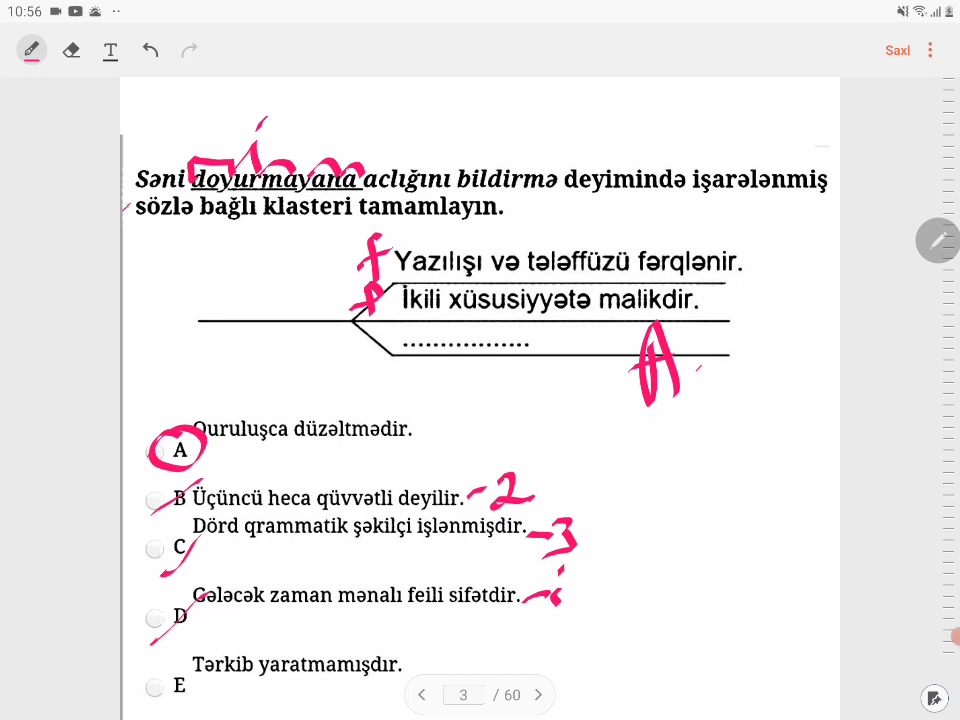 10:56
T
Saxl
Səni doyurmayana aclığını bildirmə deyimində işarələnmiş
sözlə bağlı klasteri tamamlayın.
f Yazılışı və tələffüzü fərqlənir.
İkili xüsusiyyətə malikdir.
.................
A
Quruluşca düzəltmədir.
A
B Üçüncü heca qüvvətli deyilir. -2
Dörd qrammatik şəkilçi işlənmişdir. -3
C
Gələcək zaman mənalı feili sifətdir. -i
D
Tərkib yaratmamışdır.
E
3 / 60